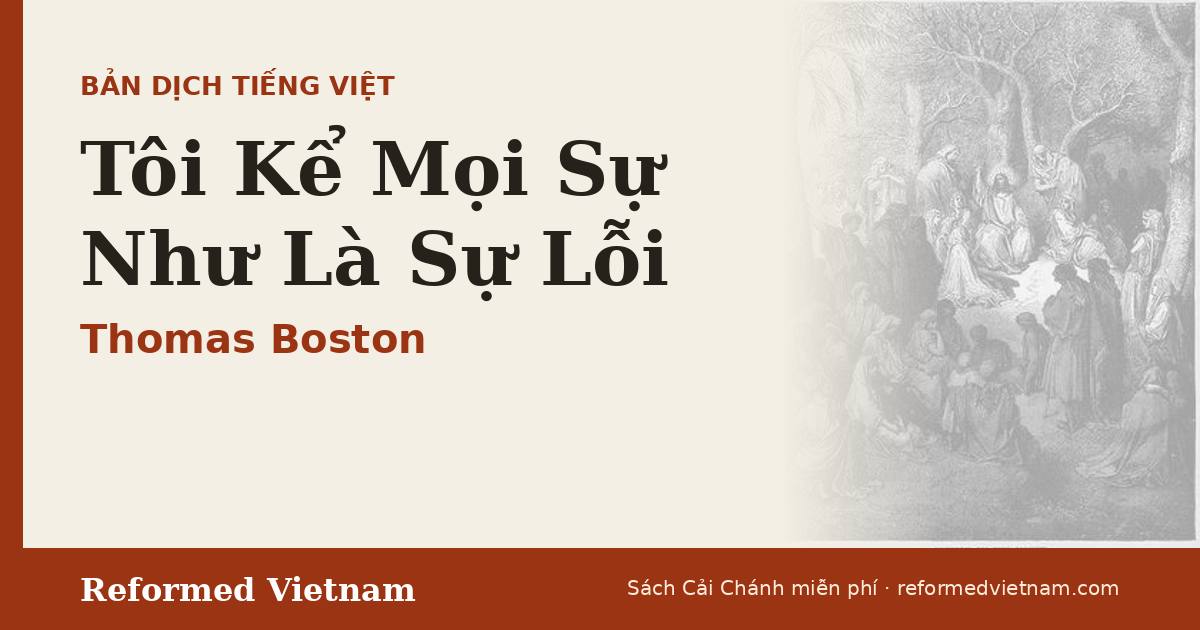 BẢN DỊCH TIẾNG VIỆT
Tôi Kể Mọi Sự
Như Là Sự Lỗi
Thomas Boston
Reformed Vietnam
Sách Cải Chánh miễn phí · reformedvietnam.com